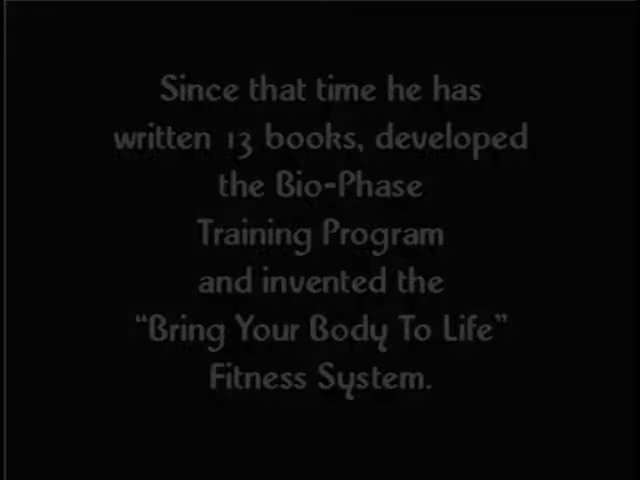 Since that time he has
written 13 books, developed
the Bio-Phase
Training Program
and invented the
“Bring Your Body To Life”
Fitness System.